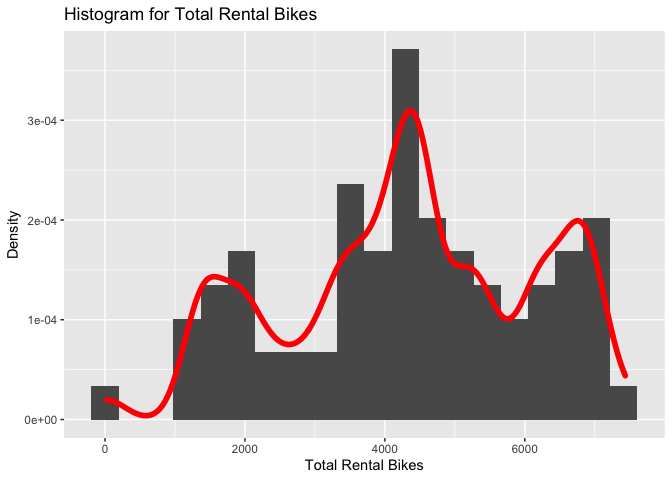 Histogram for Total Rental Bikes
Density
3e-04
2e-04
1e-04
0e+00
0 2000 4000 6000
Total Rental Bikes